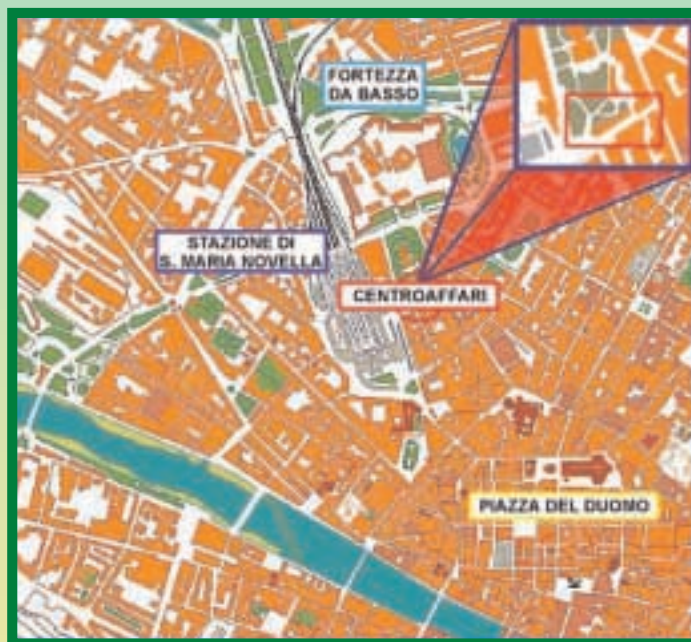 FORTEZZA
DA BASSO
STAZIONE DI
S. MARIA NOVELLA
CENTROAFFARI
PIAZZA DEL DUOMO